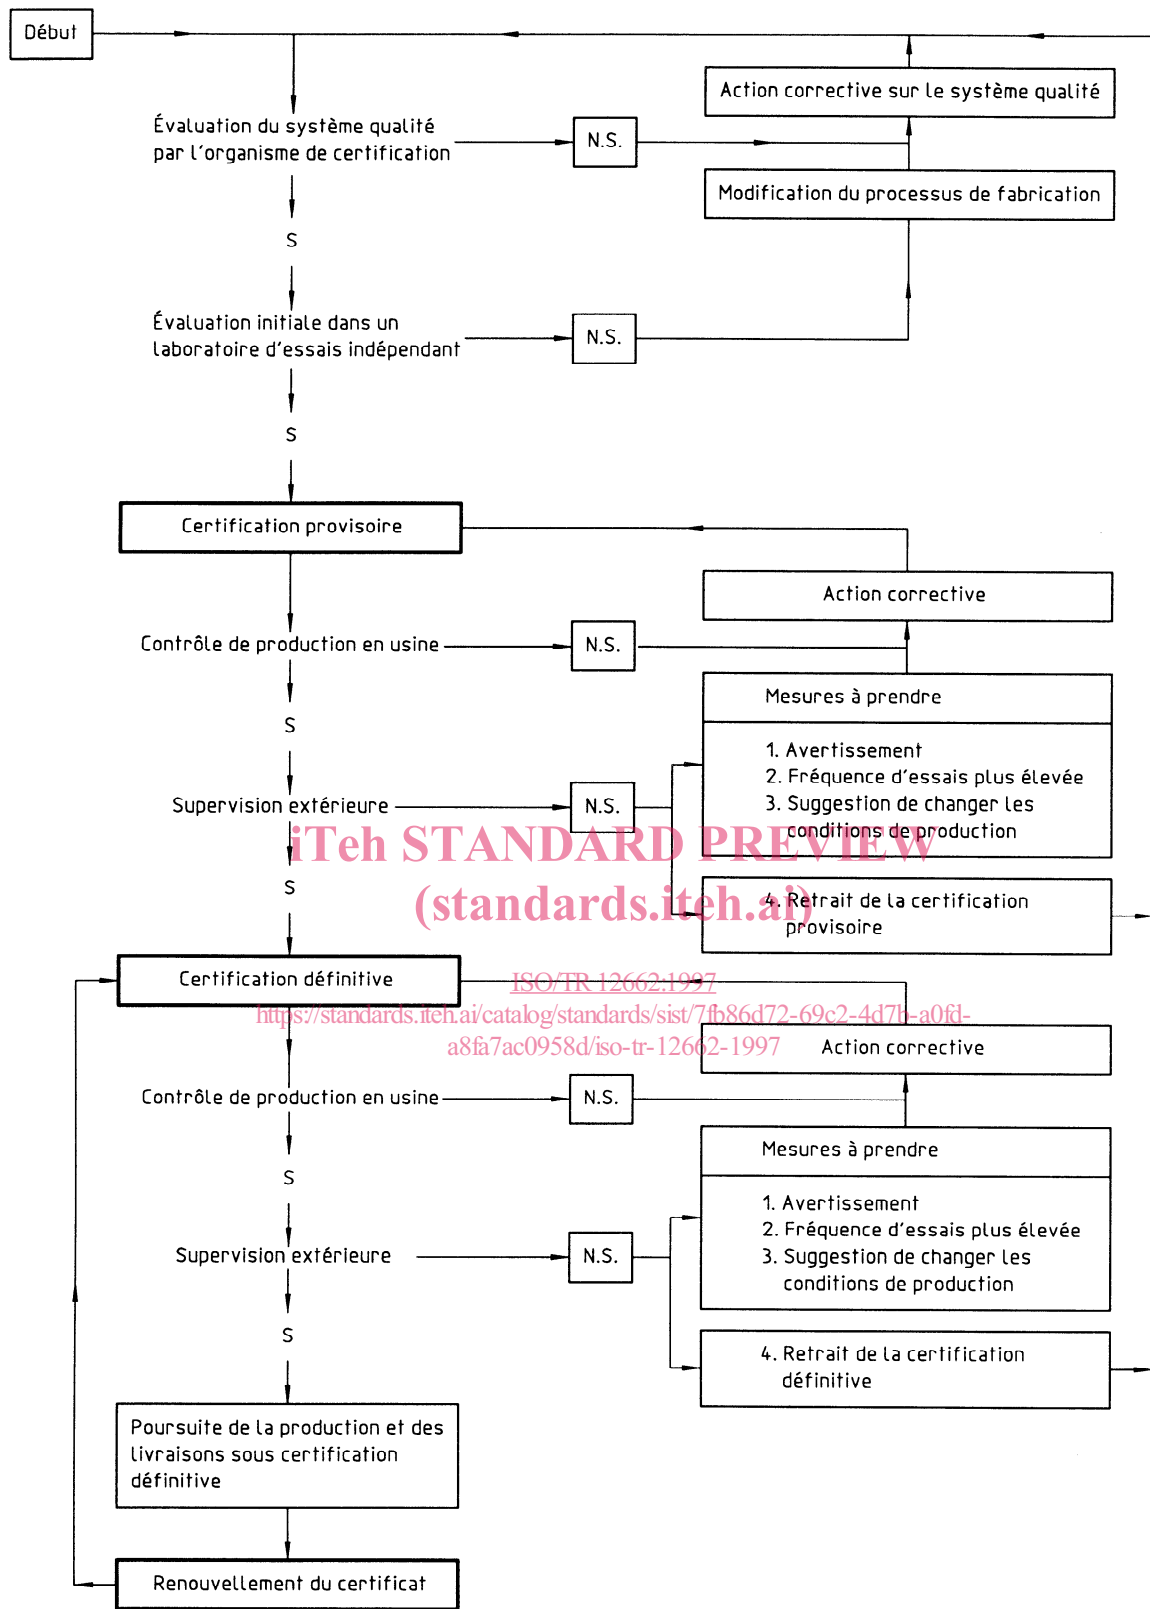 Début
Action corrective sur le système qualité
Évaluation du système qualité
par l'organisme de certification
N.S.
Modification du processus de fabrication
S
Évaluation initiale dans un
laboratoire d'essais indépendant
N.S.
S
Certification provisoire
Action corrective
Contrôle de production en usine
N.S.
Mesures à prendre
S
1. Avertissement
2. Fréquence d'essais plus élevée
3. Suggestion de changer les
conditions de production
Supervision extérieure
N.S.
iTeh STANDARD PREVIEW
(standards.iteh.ai)
S
4. Retrait de la certification
provisoire
Certification définitive
ISO/TR 12662:1997
https://standards.iteh.ai/catalog/standards/sist/7fb86d72-69c2-4d7b-a0fd-
a8fa7ac0958d/iso-tr-12662-1997
Action corrective
Contrôle de production en usine
N.S.
Mesures à prendre
S
1. Avertissement
2. Fréquence d'essais plus élevée
3. Suggestion de changer les
conditions de production
Supervision extérieure
N.S.
S
4. Retrait de la certification
définitive
Poursuite de la production et des
livraisons sous certification
définitive
Renouvellement du certificat